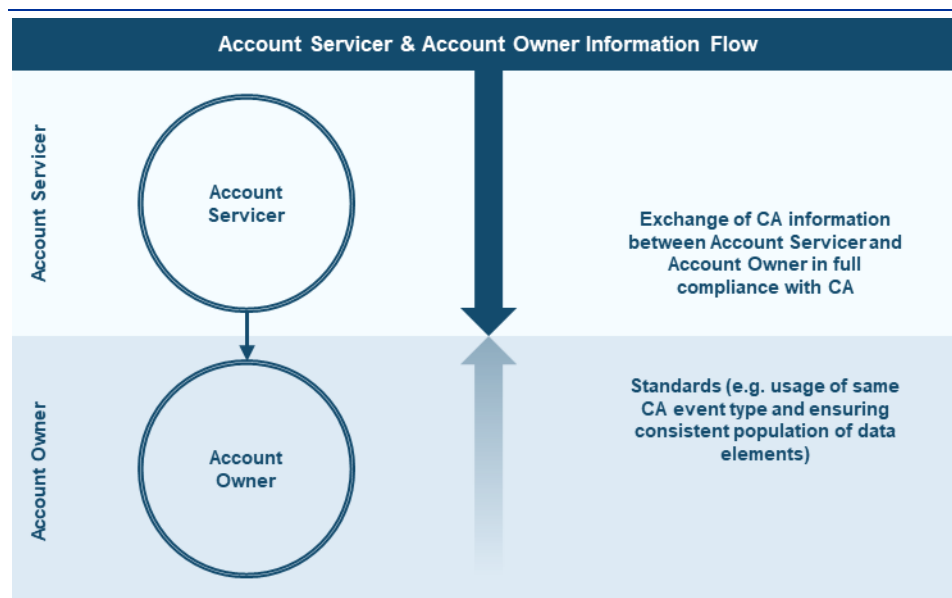 Account Servicer & Account Owner Information Flow
Account Servicer
Account
Servicer
Exchange of CA information
between Account Servicer and
Account Owner in full
compliance with CA
Account Owner
Account
Owner
Standards (e.g. usage of same
CA event type and ensuring
consistent population of data
elements)